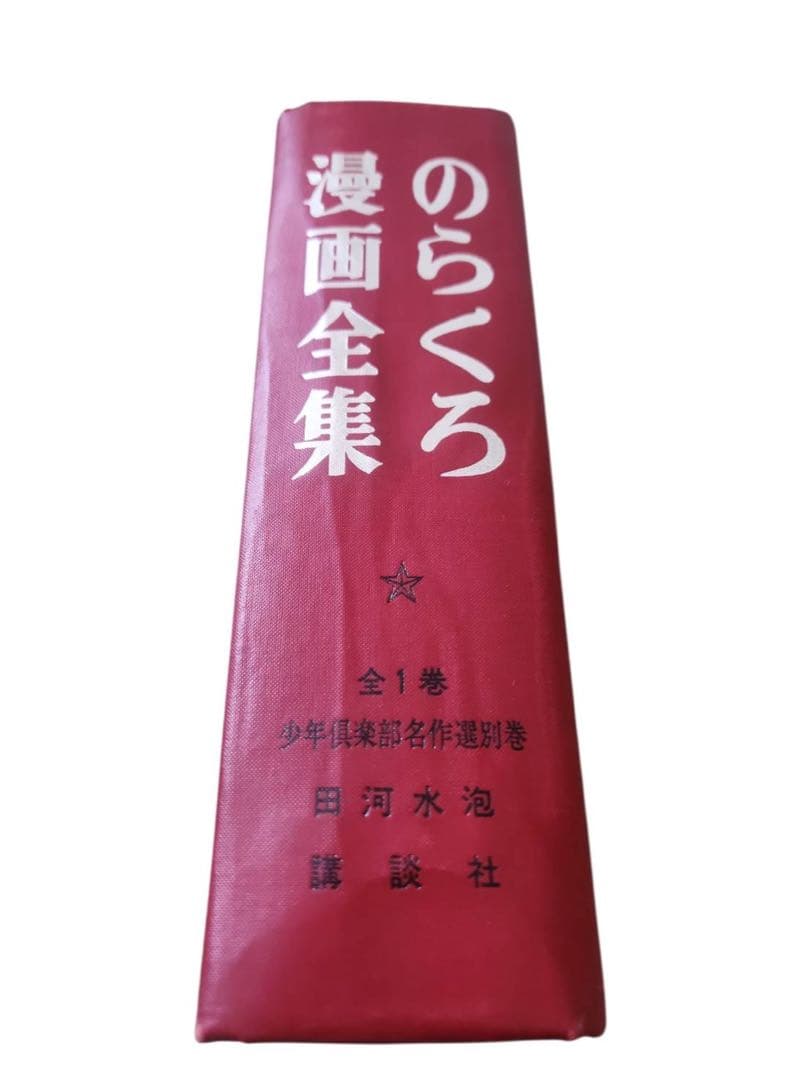 のらくろ
漫画全集
全1巻
少年倶楽部名作選別巻
田河水泡
講談社